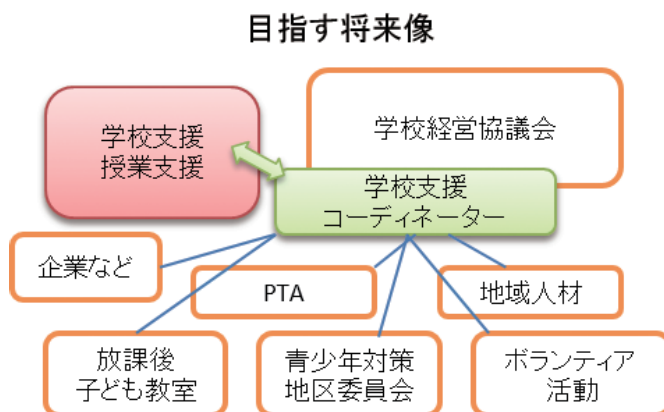 目指す将来像
学校支援
授業支援
学校経営協議会
学校支援
コーディネーター
企業など
PTA
地域人材
放課後
子ども教室
青少年対策
地区委員会
ボランティア
活動